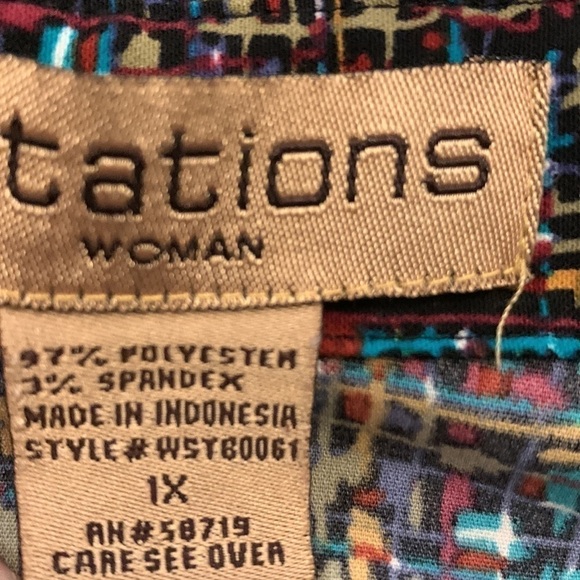 tations
WOMAN
97% POLYESTER
3% SPANDEX
MADE IN INDONESIA
STYLE# WSTB0061
1X
RN#58719
CARE SEE OVER